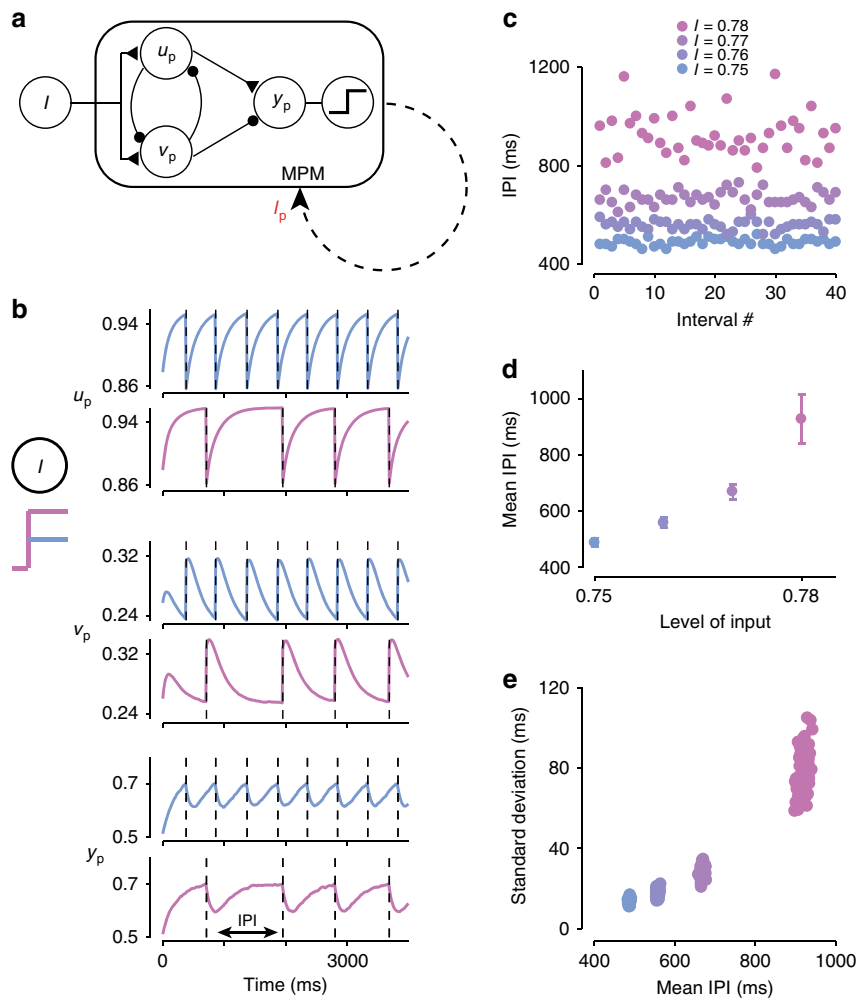 a
I
u_p
v_p
y_p
MPM
I_p
b
I
0.94
0.86
u_p
0.94
0.86
0.32
0.24
v_p
0.32
0.24
0.7
0.5
y_p
0.7
0.5
IPI
0 3000
Time (ms)
c
I = 0.78
I = 0.77
I = 0.76
I = 0.75
1200
800
400
IPI (ms)
0 10 20 30 40
Interval #
d
1000
800
600
400
Mean IPI (ms)
0.75 0.78
Level of input
e
120
80
40
0
Standard deviation (ms)
400 600 800 1000
Mean IPI (ms)